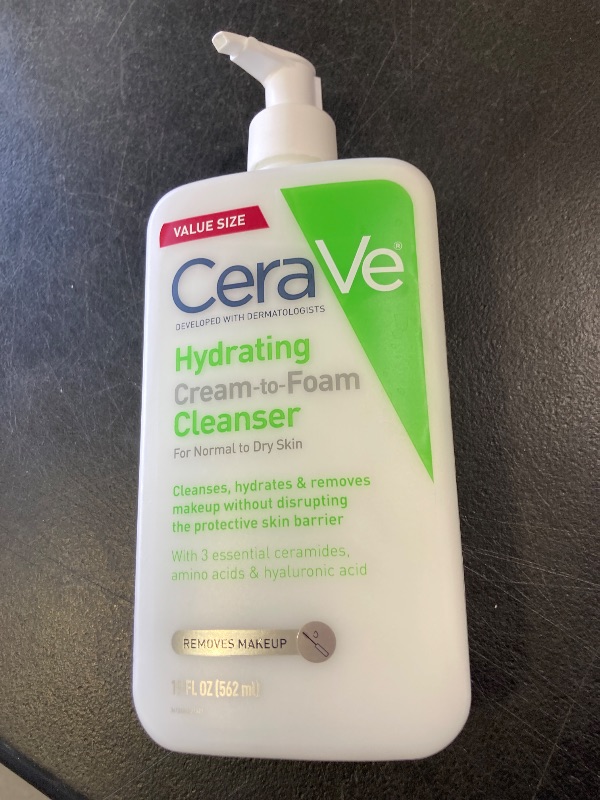 VALUE SIZE
CeraVe®
DEVELOPED WITH DERMATOLOGISTS
Hydrating
Cream-to-Foam
Cleanser
For Normal to Dry Skin
Cleanses, hydrates & removes
makeup without disrupting
the protective skin barrier
With 3 essential ceramides,
amino acids & hyaluronic acid
REMOVES MAKEUP
FL OZ (562 mL)